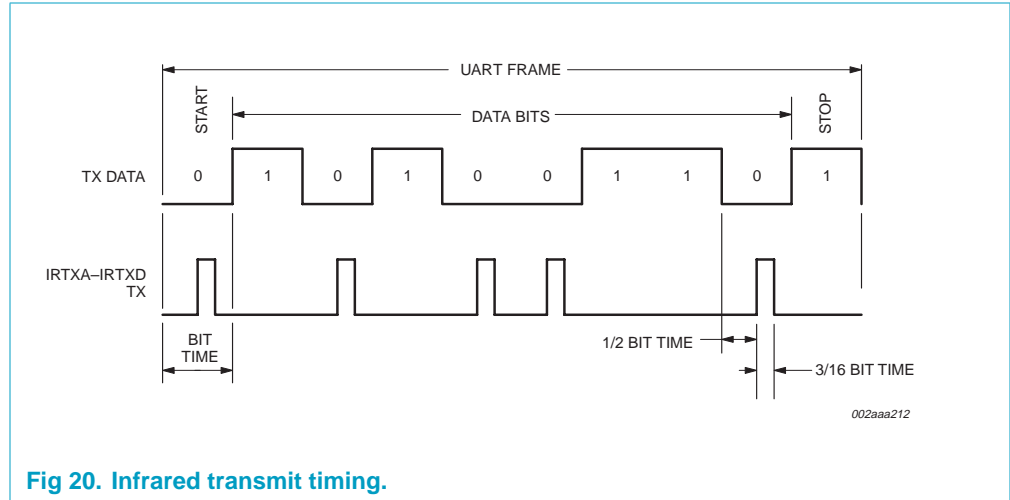 UART FRAME
START
DATA BITS
STOP
TX DATA
0 1 0 1 0 0 1 1 0 1
IRTXA–IRTXD
TX
BIT
TIME
1/2 BIT TIME
3/16 BIT TIME
002aaa212
Fig 20. Infrared transmit timing.